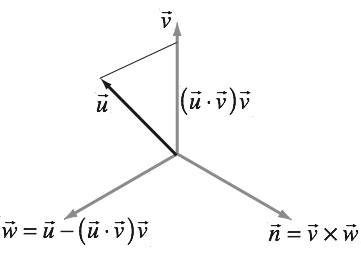 v⃗
u⃗
(u⃗ · v⃗)v⃗
w⃗ = u⃗ − (u⃗ · v⃗)v⃗
n⃗ = v⃗ × w⃗